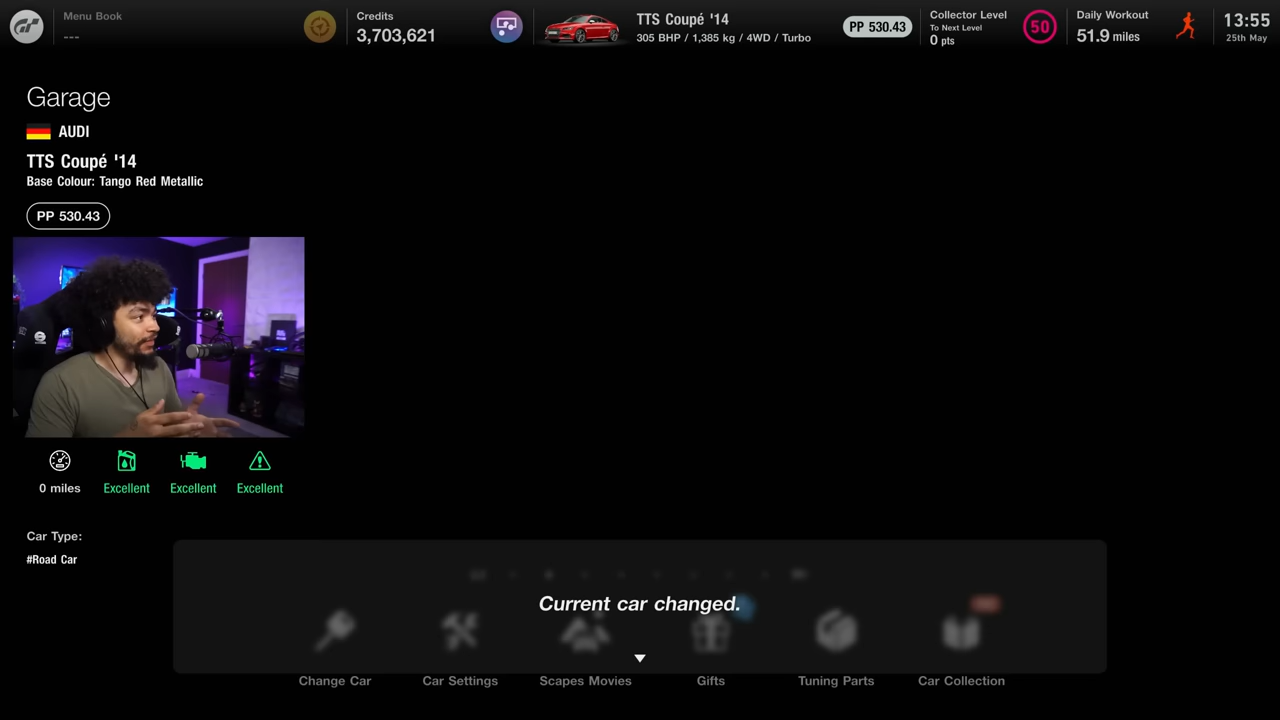 Menu Book
---
Credits
3,703,621
TTS Coupé '14
305 BHP / 1,385 kg / 4WD / Turbo
PP 530.43
Collector Level
To Next Level
0 pts
50
Daily Workout
51.9 miles
13:55
25th May
Garage
AUDI
TTS Coupé '14
Base Colour: Tango Red Metallic
PP 530.43
0 miles
Excellent
Excellent
Excellent
Car Type:
#Road Car
Current car changed.
Change Car
Car Settings
Scapes Movies
Gifts
Tuning Parts
Car Collection